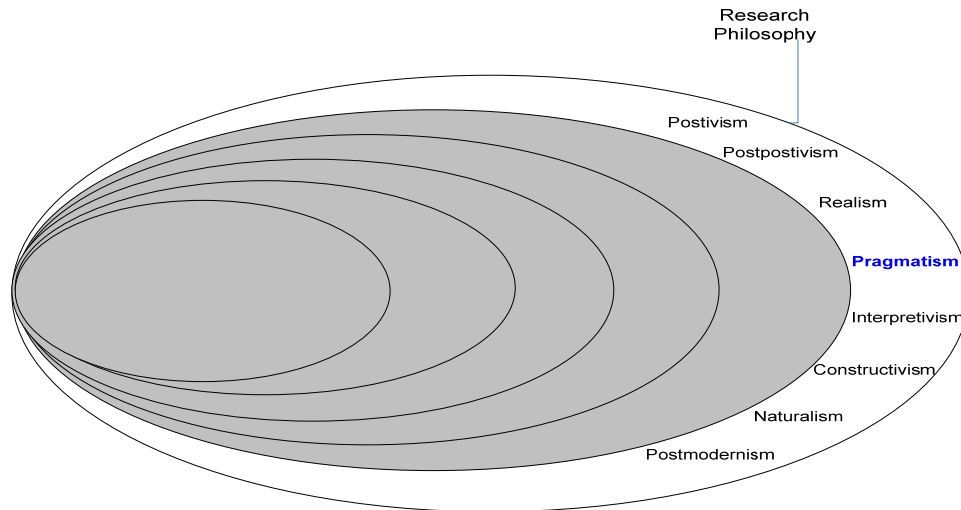 Research
Philosophy
Postivism
Postpostivism
Realism
Pragmatism
Interpretivism
Constructivism
Naturalism
Postmodernism